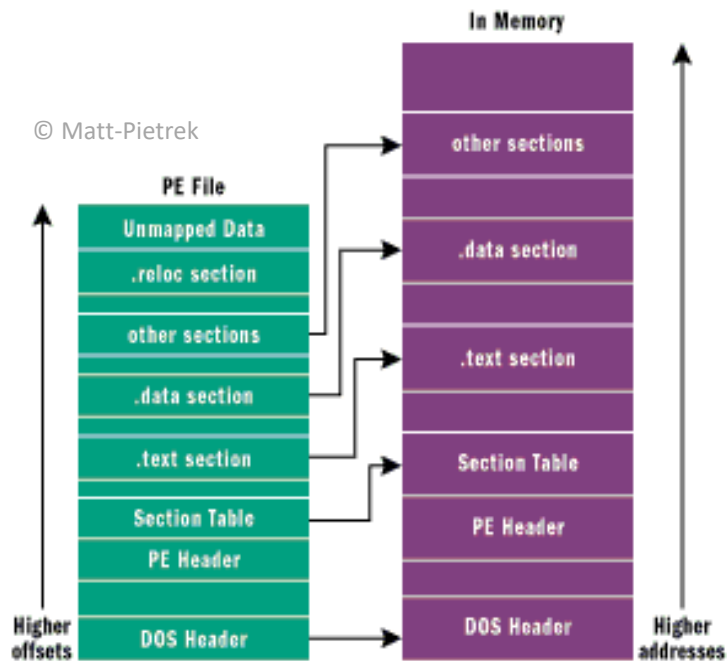 In Memory
© Matt-Pietrek
other sections
PE File
Unmapped Data
.data section
.reloc section
other sections
.text section
.data section
.text section
Section Table
Section Table
PE Header
PE Header
Higher
offsets
DOS Header
DOS Header
Higher
addresses